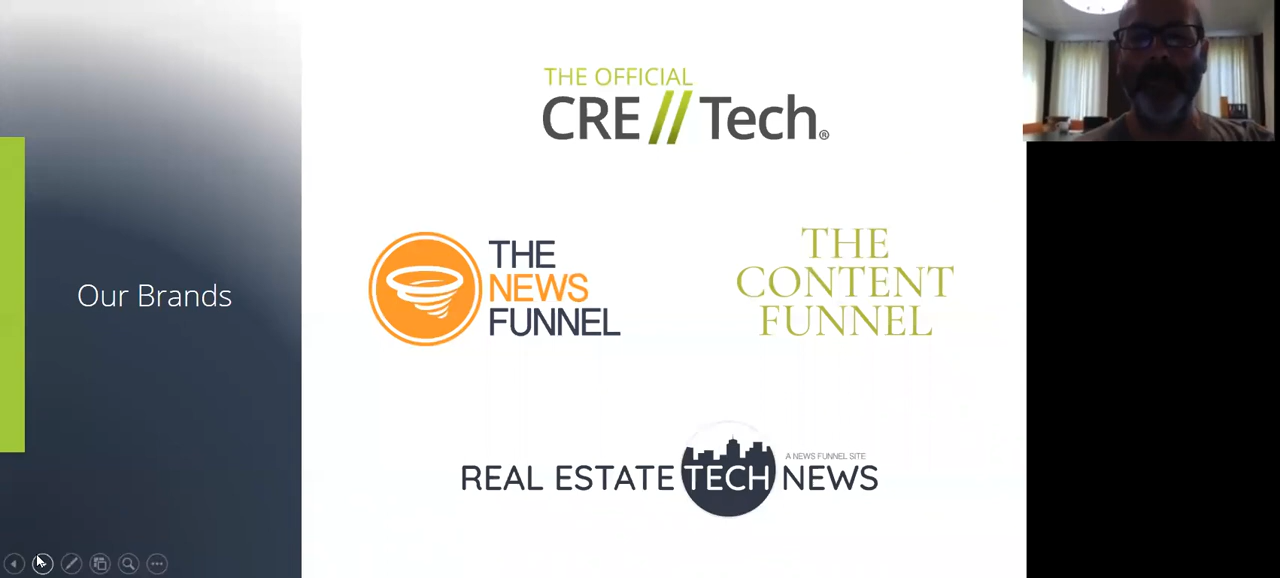 THE OFFICIAL
CRE // Tech®
THE
NEWS
FUNNEL
THE
CONTENT
FUNNEL
Our Brands
A NEWS FUNNEL SITE
REAL ESTATE TECH NEWS